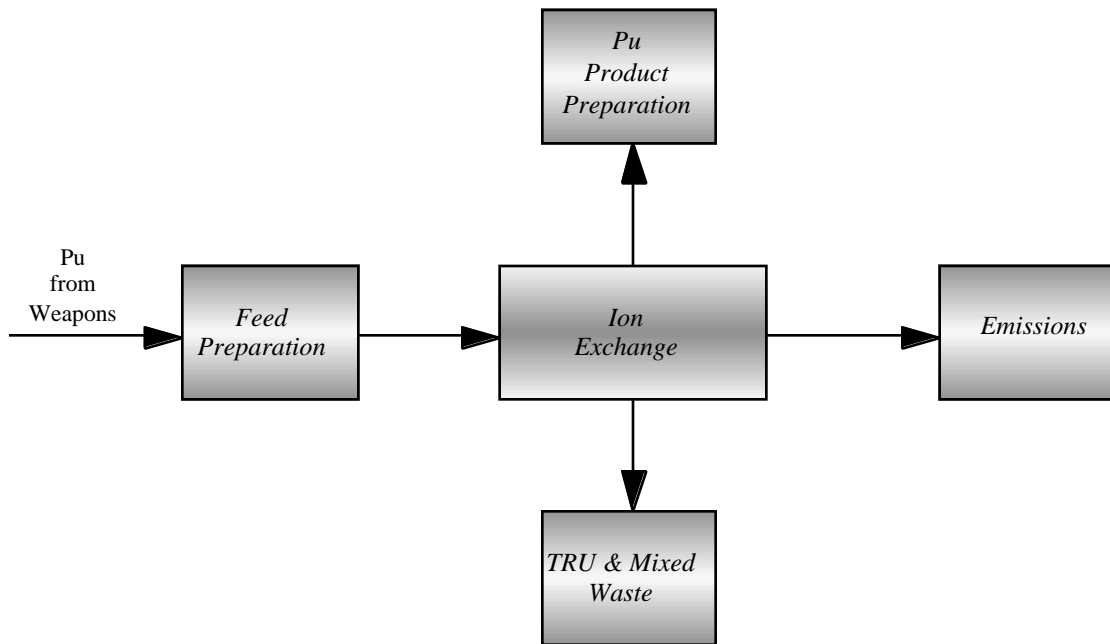 Pu
Product
Preparation
Pu
from
Weapons
Feed
Preparation
Ion
Exchange
Emissions
TRU & Mixed
Waste